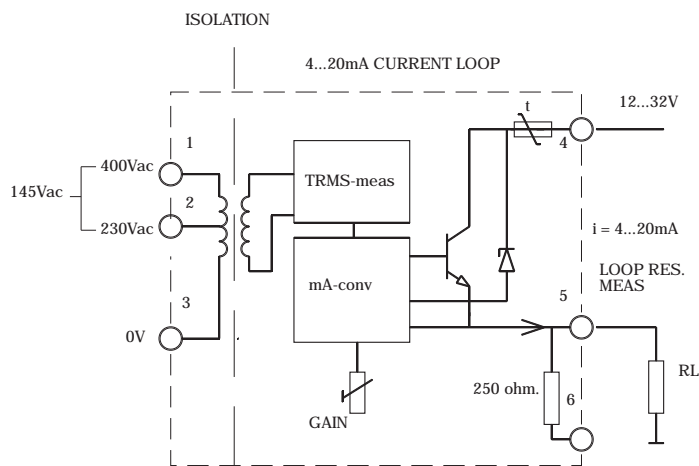 ISOLATION
4...20mA CURRENT LOOP
t
12...32V
1
4
400Vac
TRMS-meas
145Vac
2
230Vac
i = 4...20mA
mA-conv
LOOP RES.
MEAS
3
5
0V
RL
250 ohm.
6
GAIN